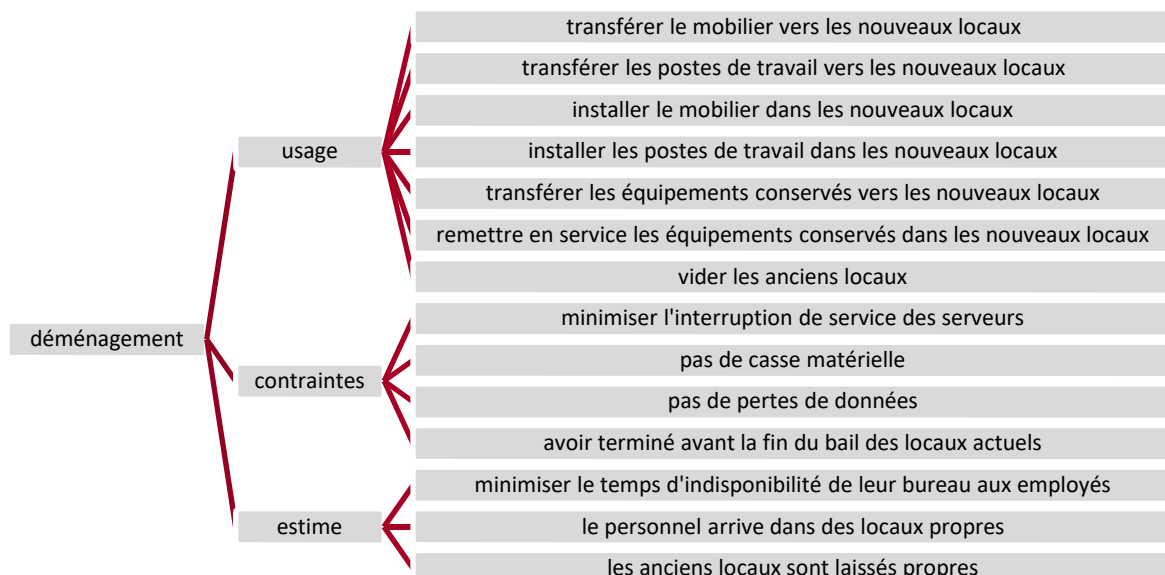 déménagement
usage
transférer le mobilier vers les nouveaux locaux
transférer les postes de travail vers les nouveaux locaux
installer le mobilier dans les nouveaux locaux
installer les postes de travail dans les nouveaux locaux
transférer les équipements conservés vers les nouveaux locaux
remettre en service les équipements conservés dans les nouveaux locaux
vider les anciens locaux
contraintes
minimiser l'interruption de service des serveurs
pas de casse matérielle
pas de pertes de données
avoir terminé avant la fin du bail des locaux actuels
estime
minimiser le temps d'indisponibilité de leur bureau aux employés
le personnel arrive dans des locaux propres
les anciens locaux sont laissés propres